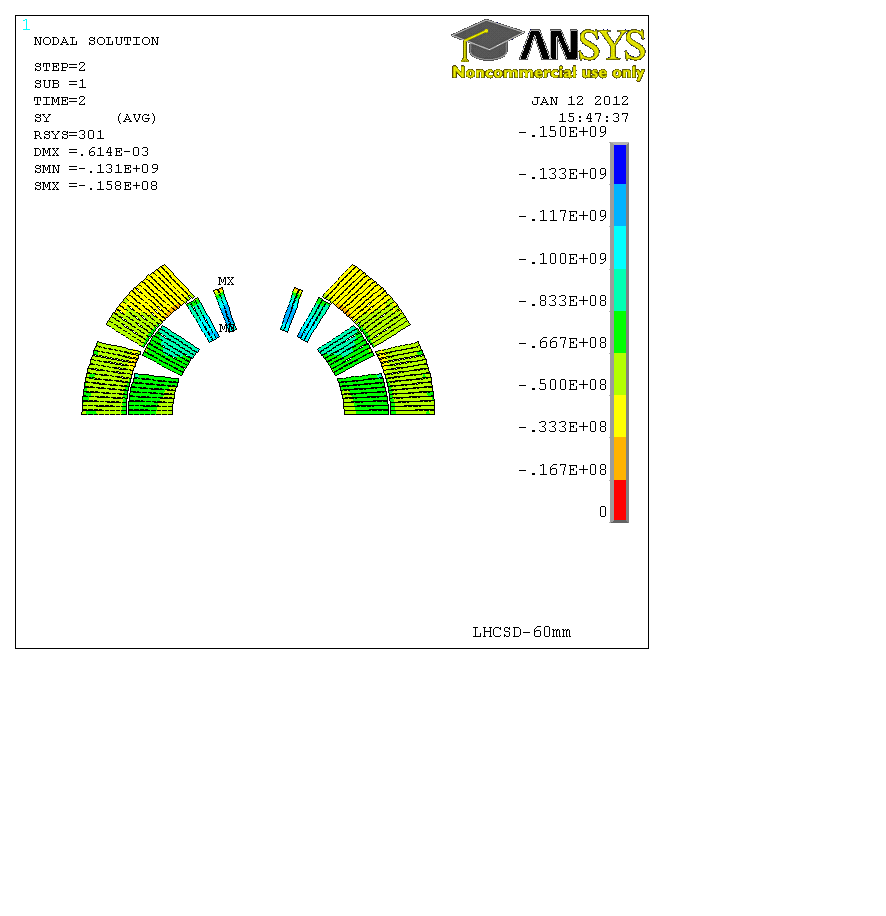 1
NODAL SOLUTION
STEP=2
SUB =1
TIME=2
SY (AVG)
RSYS=301
DMX =.614E-03
SMN =-.131E+09
SMX =-.158E+08
ANSYS
Noncommercial use only
JAN 12 2012
15:47:37
-.150E+09
-.133E+09
-.117E+09
-.100E+09
-.833E+08
-.667E+08
-.500E+08
-.333E+08
-.167E+08
0
MX
MN
LHCSD-60mm